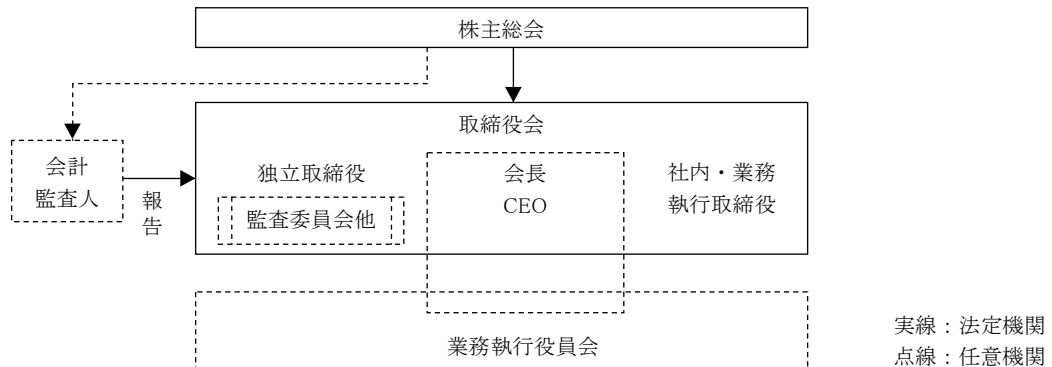 株主総会
取締役会
会計
監査人
報
告
独立取締役
監査委員会他
会長
CEO
社内・業務
執行取締役
業務執行役員会
実線：法定機関
点線：任意機関